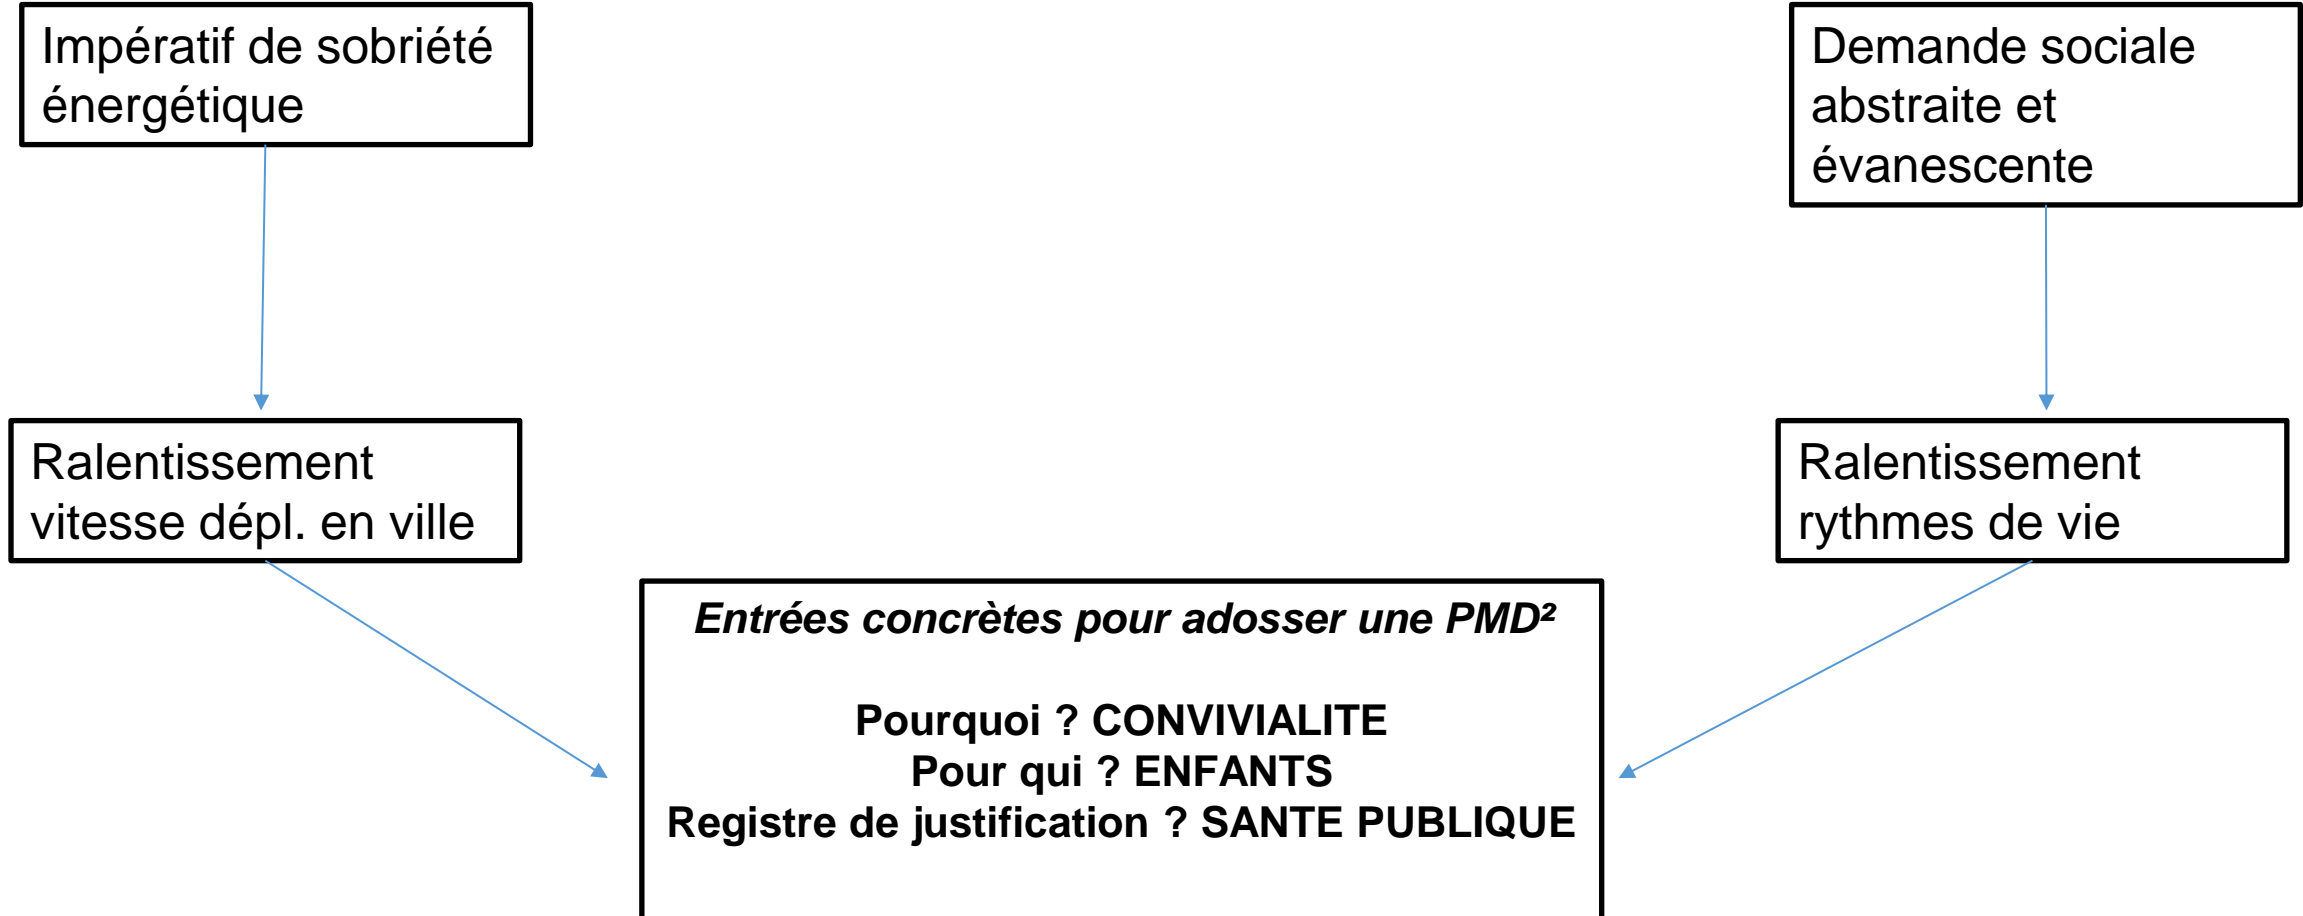 Impératif de sobriété
énergétique
Demande sociale
abstraite et
évanescente
Ralentissement
vitesse dépl. en ville
Ralentissement
rythmes de vie
Entrées concrètes pour adosser une PMD²
Pourquoi ? CONVIVIALITE
Pour qui ? ENFANTS
Registre de justification ? SANTE PUBLIQUE